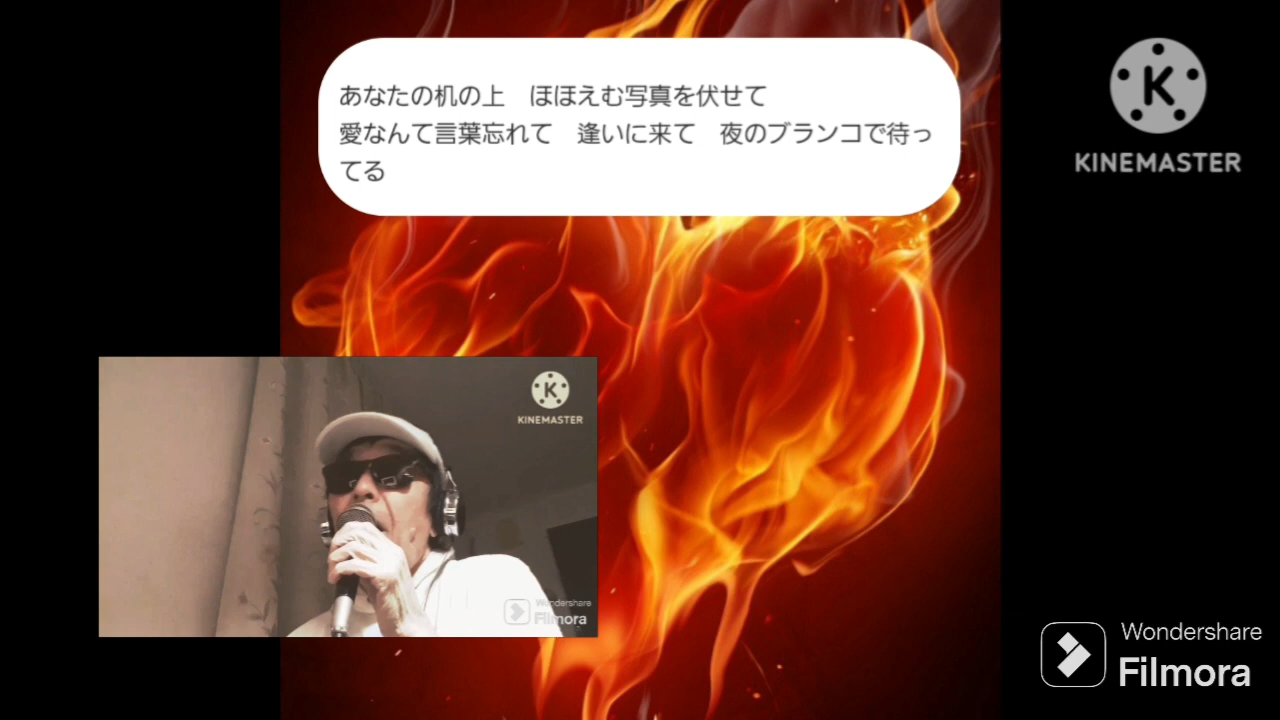 あなたの机の上　ほほえむ写真を伏せて
愛なんて言葉忘れて　逢いに来て　夜のブランコで待っ
てる
KINEMASTER
KINEMASTER
Wondershare
Filmora
Wondershare
Filmora